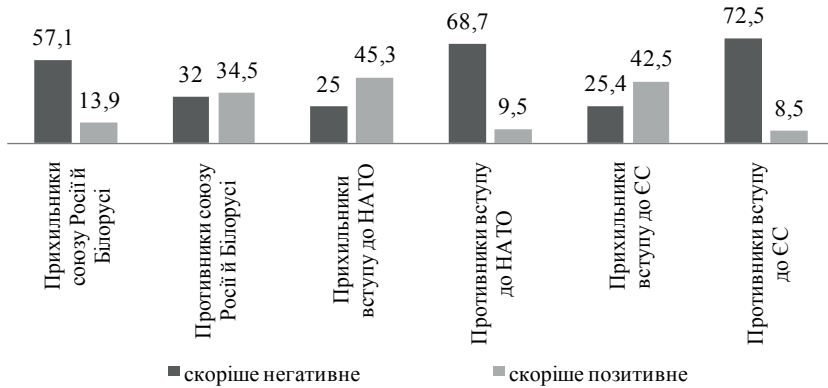 57,1
13,9
32
34,5
25
45,3
68,7
9,5
25,4
42,5
72,5
8,5
Прихильники
союзу Росії й
Білорусі
Противники союзу
Росії й Білорусі
Прихильники
вступу до НАТО
Противники вступу
до НАТО
Прихильники
вступу до ЄС
Противники вступу
до ЄС
скоріше негативне
скоріше позитивне